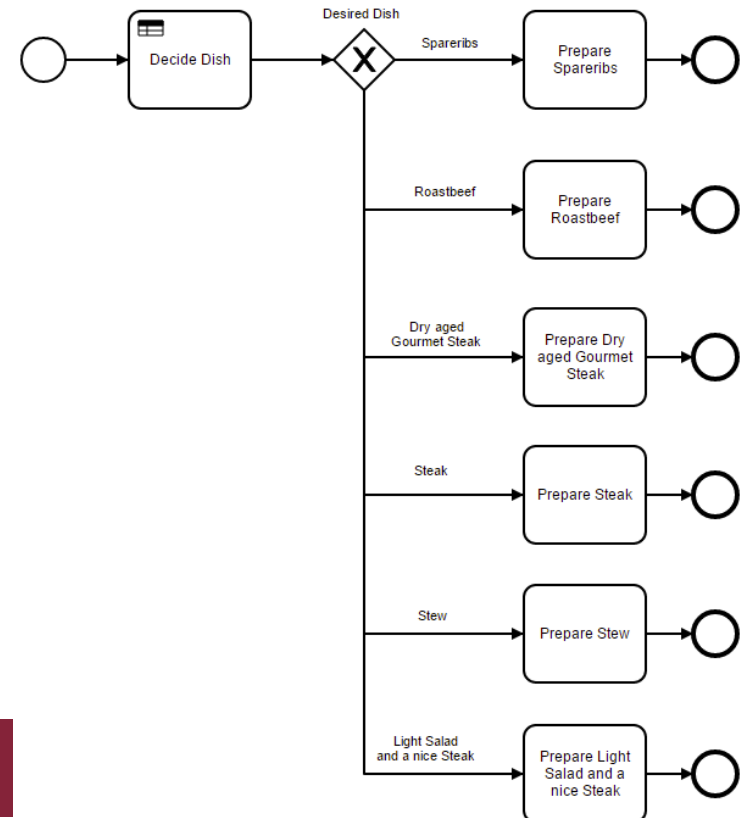 Desired Dish
Decide Dish
Spareribs
Prepare
Spareribs
Roastbeef
Prepare
Roastbeef
Dry aged
Gourmet Steak
Prepare Dry
aged Gourmet
Steak
Steak
Prepare Steak
Stew
Prepare Stew
Light Salad
and a nice Steak
Prepare Light
Salad and a
nice Steak